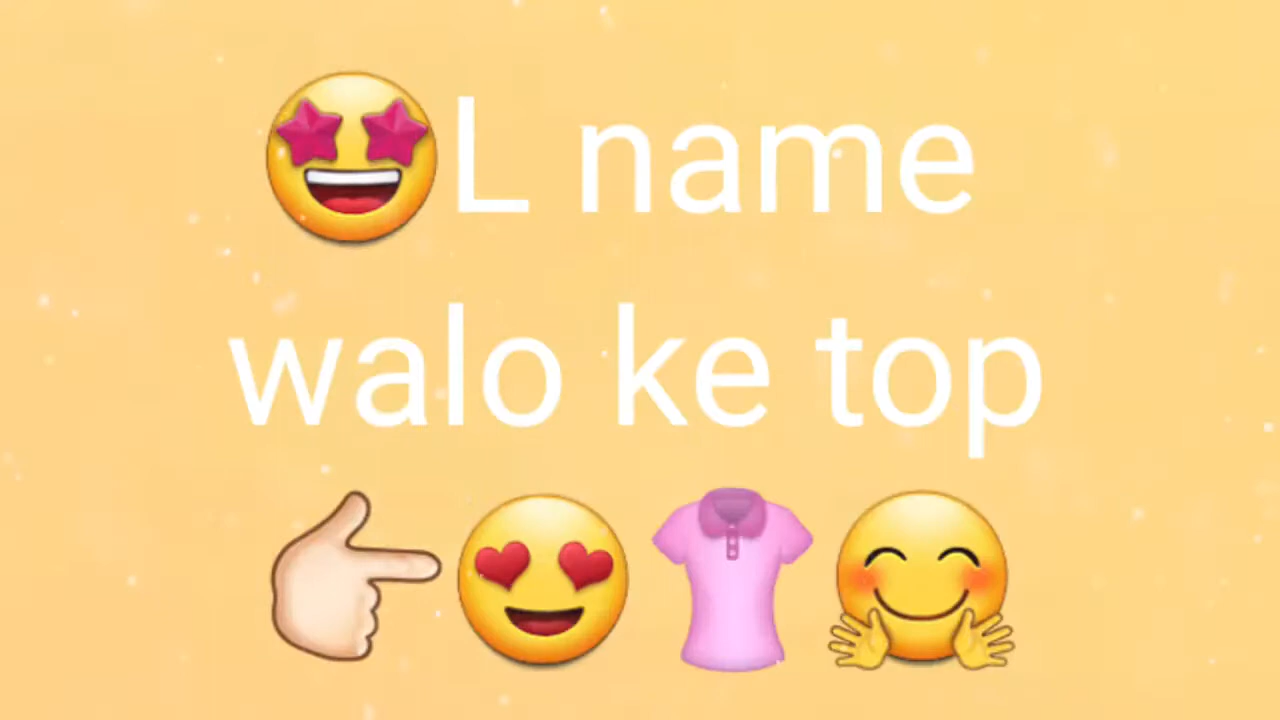 🤩L name
walo ke top
👉🏻😍👚🤗